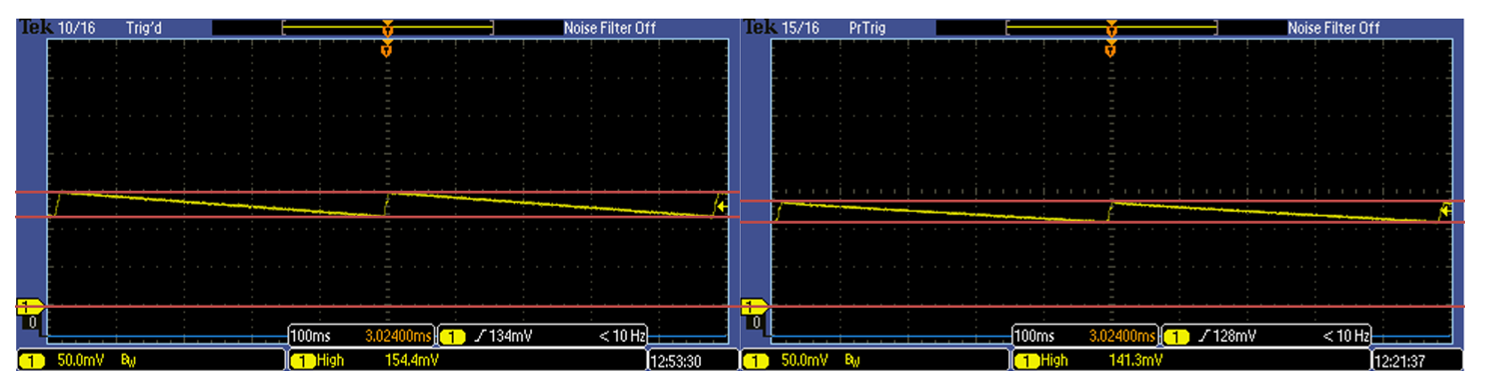 Tek 10/16 Trig'd Noise Filter Off
T
T
1
0
100ms 3.02400ms 1 134mV < 10 Hz
1 50.0mV BW 1 High 154.4mV 12:53:30
Tek 15/16 PrTrig Noise Filter Off
T
T
1
0
100ms 3.02400ms 1 128mV < 10 Hz
1 50.0mV BW 1 High 141.3mV 12:21:37